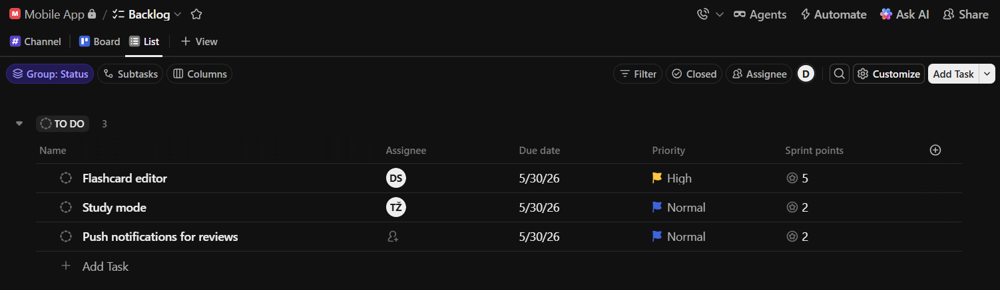 M Mobile App / Backlog Agents Automate Ask AI Share
# Channel Board List + View
Group: Status Subtasks Columns Filter Closed Assignee D Customize Add Task
TO DO 3
Name Assignee Due date Priority Sprint points
Flashcard editor DS 5/30/26 High 5
Study mode TŽ 5/30/26 Normal 2
Push notifications for reviews 5/30/26 Normal 2
+ Add Task